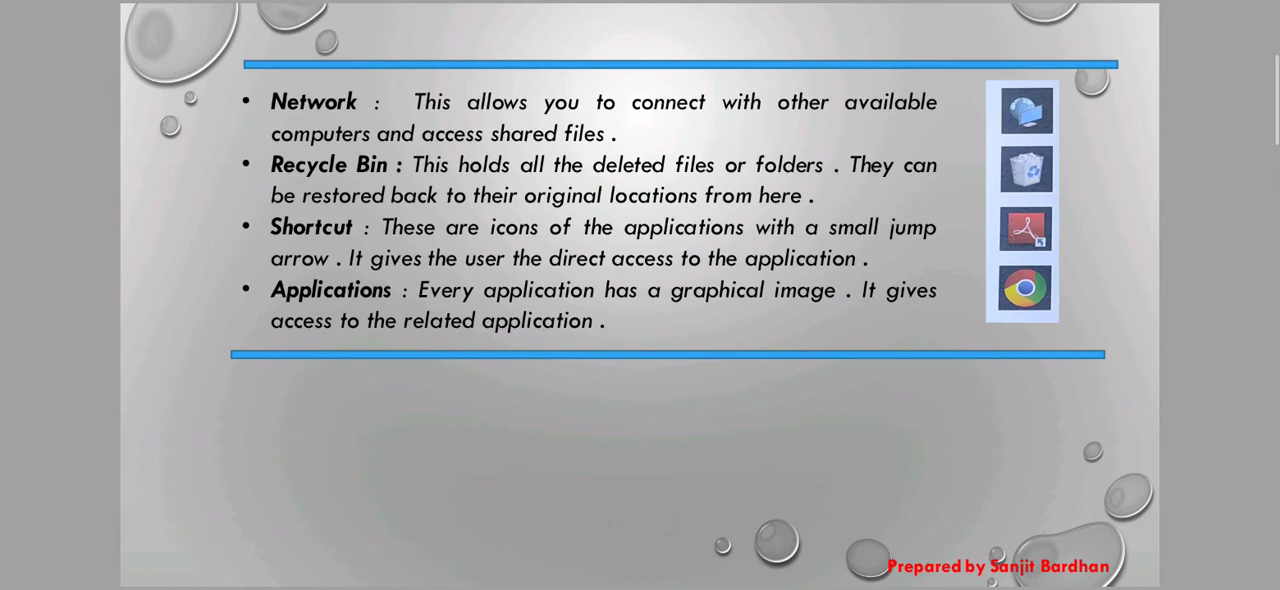 • Network : This allows you to connect with other available
computers and access shared files .
• Recycle Bin : This holds all the deleted files or folders . They can
be restored back to their original locations from here .
• Shortcut : These are icons of the applications with a small jump
arrow . It gives the user the direct access to the application .
• Applications : Every application has a graphical image . It gives
access to the related application .
Prepared by Sanjit Bardhan